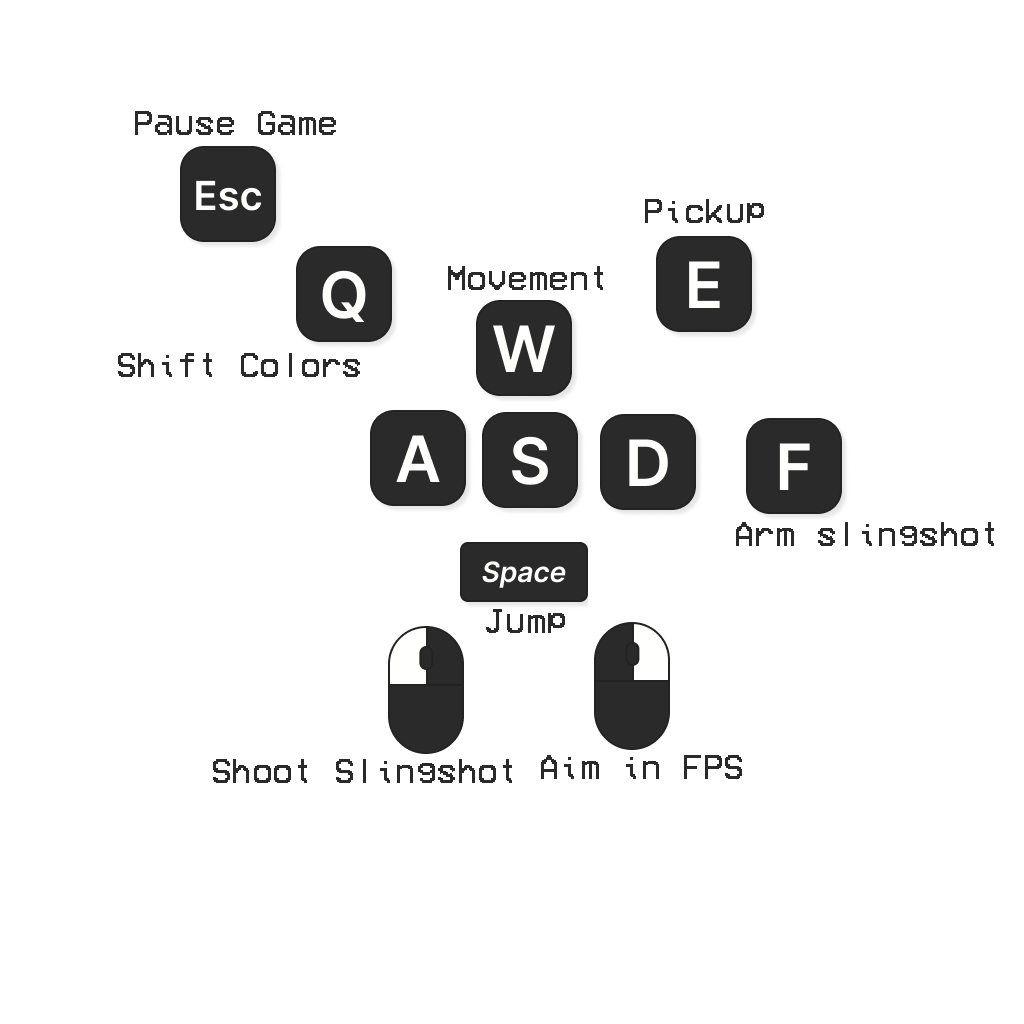 Pause Game
Esc
Pickup
Q
Movement
E
W
Shift Colors
A S D F
Arm slingshot
Space
Jump
Shoot Slingshot
Aim in FPS